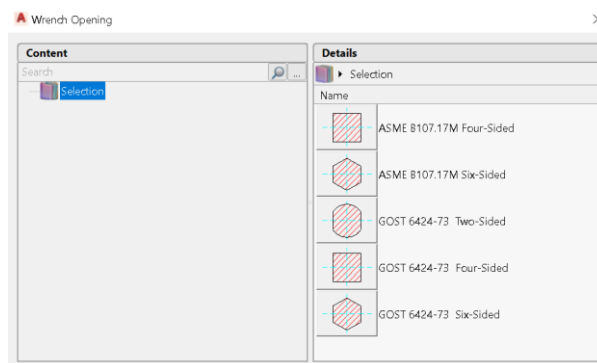 Wrench Opening
Content
Search
...
Selection
Details
Selection
Name
ASME B107.17M Four-Sided
ASME B107.17M Six-Sided
GOST 6424-73 Two-Sided
GOST 6424-73 Four-Sided
GOST 6424-73 Six-Sided